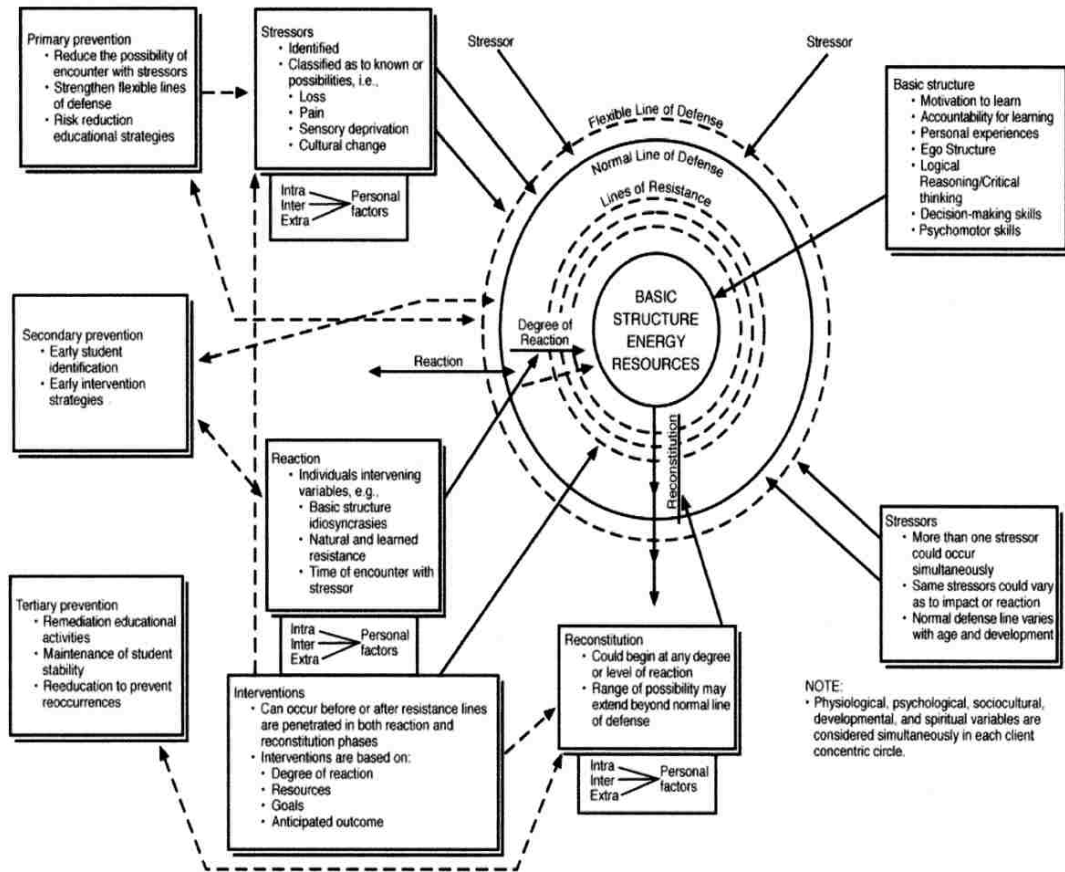 Primary prevention
• Reduce the possibility of
encounter with stressors
• Strengthen flexible lines
of defense
• Risk reduction
educational strategies
Stressors
• Identified
• Classified as to known or
possibilities, i.e.,
• Loss
• Pain
• Sensory deprivation
• Cultural change
Intra
Inter
Extra
Personal
factors
Stressor
Stressor
Flexible Line of Defense
Normal Line of Defense
Lines of Resistance
BASIC
STRUCTURE
ENERGY
RESOURCES
Degree of
Reaction
Reaction
Reconstitution
Basic structure
• Motivation to learn
• Accountability for learning
• Personal experiences
• Ego Structure
• Logical
Reasoning/Critical
thinking
• Decision-making skills
• Psychomotor skills
Secondary prevention
• Early student
identification
• Early intervention
strategies
Reaction
• Individuals intervening
variables, e.g.,
• Basic structure
idiosyncrasies
• Natural and learned
resistance
• Time of encounter with
stressor
Intra
Inter
Extra
Personal
factors
Stressors
• More than one stressor
could occur
simultaneously
• Same stressors could vary
as to impact or reaction
• Normal defense line varies
with age and development
Tertiary prevention
• Remediation educational
activities
• Maintenance of student
stability
• Reeducation to prevent
reoccurrences
Interventions
• Can occur before or after resistance lines
are penetrated in both reaction and
reconstitution phases
• Interventions are based on:
• Degree of reaction
• Resources
• Goals
• Anticipated outcome
Reconstitution
• Could begin at any degree
or level of reaction
• Range of possibility may
extend beyond normal line
of defense
Intra
Inter
Extra
Personal
factors
NOTE:
• Physiological, psychological, sociocultural,
developmental, and spiritual variables are
considered simultaneously in each client
concentric circle.